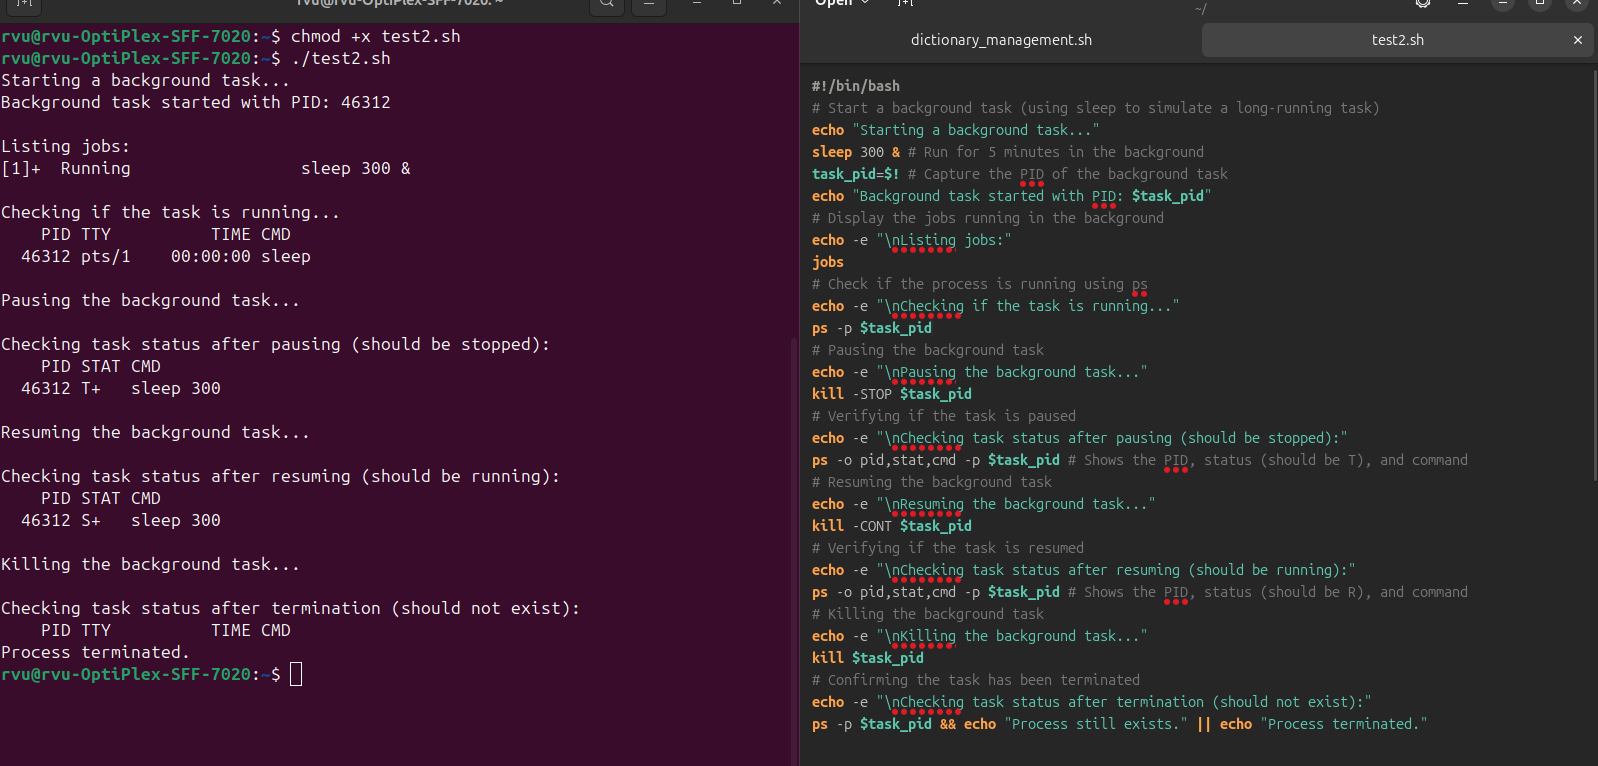 rvu@rvu-OptiPlex-SFF-7020: ~
rvu@rvu-OptiPlex-SFF-7020:~$ chmod +x test2.sh
rvu@rvu-OptiPlex-SFF-7020:~$ ./test2.sh
Starting a background task...
Background task started with PID: 46312
Listing jobs:
[1]+  Running                 sleep 300 &
Checking if the task is running...
    PID TTY          TIME CMD
  46312 pts/1    00:00:00 sleep
Pausing the background task...
Checking task status after pausing (should be stopped):
    PID STAT CMD
  46312 T+   sleep 300
Resuming the background task...
Checking task status after resuming (should be running):
    PID STAT CMD
  46312 S+   sleep 300
Killing the background task...
Checking task status after termination (should not exist):
    PID TTY          TIME CMD
Process terminated.
rvu@rvu-OptiPlex-SFF-7020:~$
Open
~/
dictionary_management.sh
test2.sh
#!/bin/bash
# Start a background task (using sleep to simulate a long-running task)
echo "Starting a background task..."
sleep 300 & # Run for 5 minutes in the background
task_pid=$! # Capture the PID of the background task
echo "Background task started with PID: $task_pid"
# Display the jobs running in the background
echo -e "\nListing jobs:"
jobs
# Check if the process is running using ps
echo -e "\nChecking if the task is running..."
ps -p $task_pid
# Pausing the background task
echo -e "\nPausing the background task..."
kill -STOP $task_pid
# Verifying if the task is paused
echo -e "\nChecking task status after pausing (should be stopped):"
ps -o pid,stat,cmd -p $task_pid # Shows the PID, status (should be T), and command
# Resuming the background task
echo -e "\nResuming the background task..."
kill -CONT $task_pid
# Verifying if the task is resumed
echo -e "\nChecking task status after resuming (should be running):"
ps -o pid,stat,cmd -p $task_pid # Shows the PID, status (should be R), and command
# Killing the background task
echo -e "\nKilling the background task..."
kill $task_pid
# Confirming the task has been terminated
echo -e "\nChecking task status after termination (should not exist):"
ps -p $task_pid && echo "Process still exists." || echo "Process terminated."